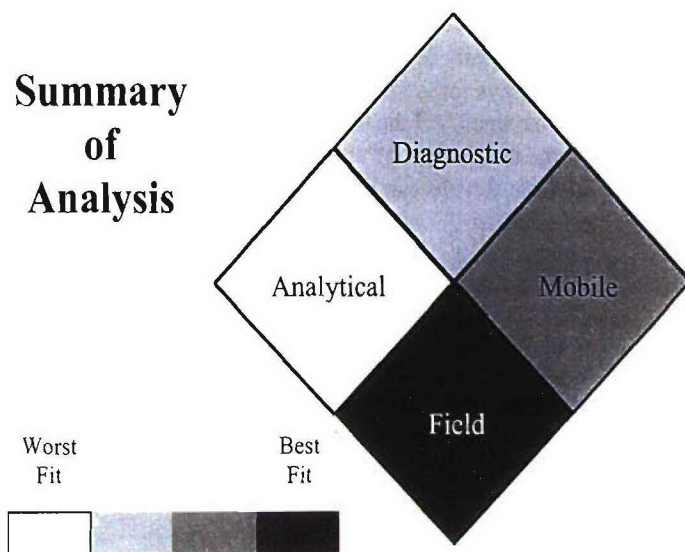 Summary
of
Analysis
Diagnostic
Analytical
Mobile
Field
Worst
Fit
Best
Fit